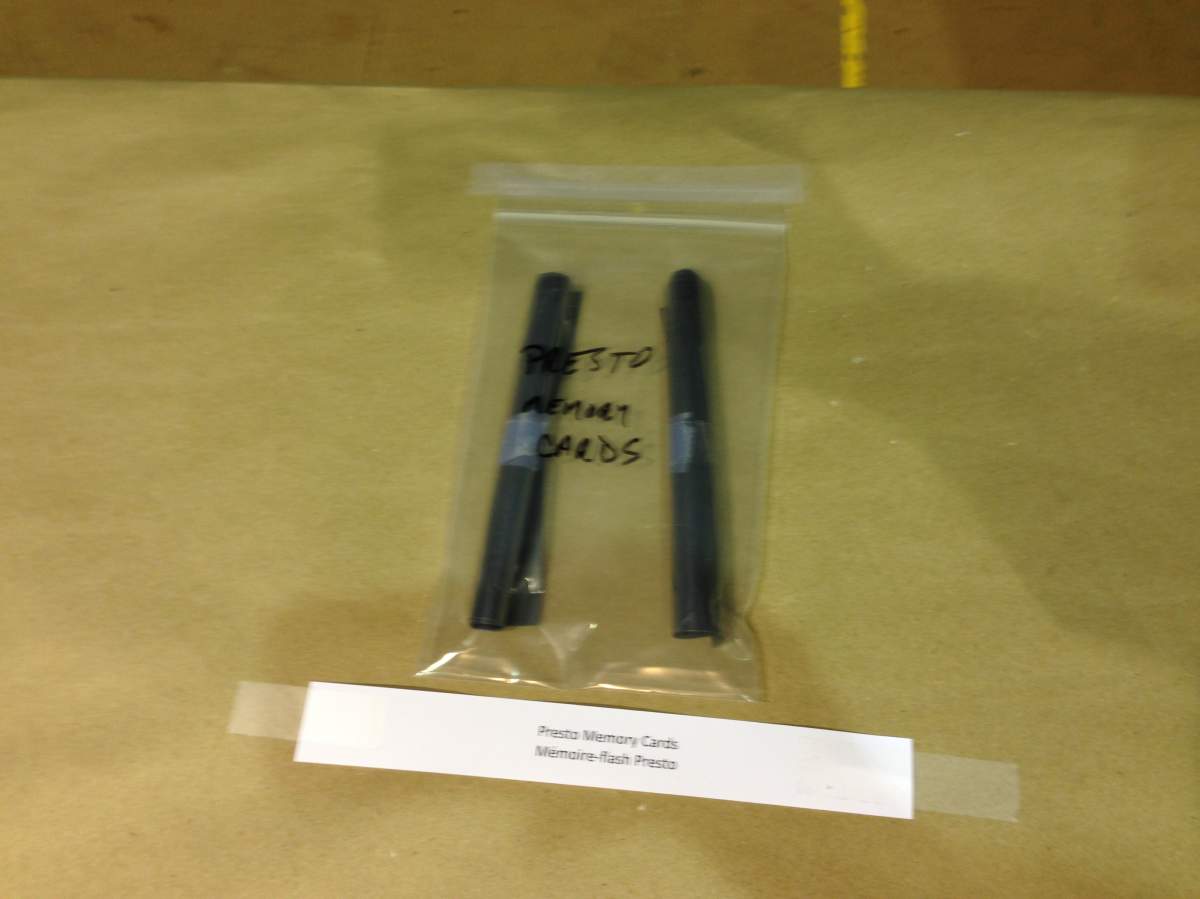 PRESTO
MEMORY
CARDS
Presto Memory Cards
Mémoire-flash Presto